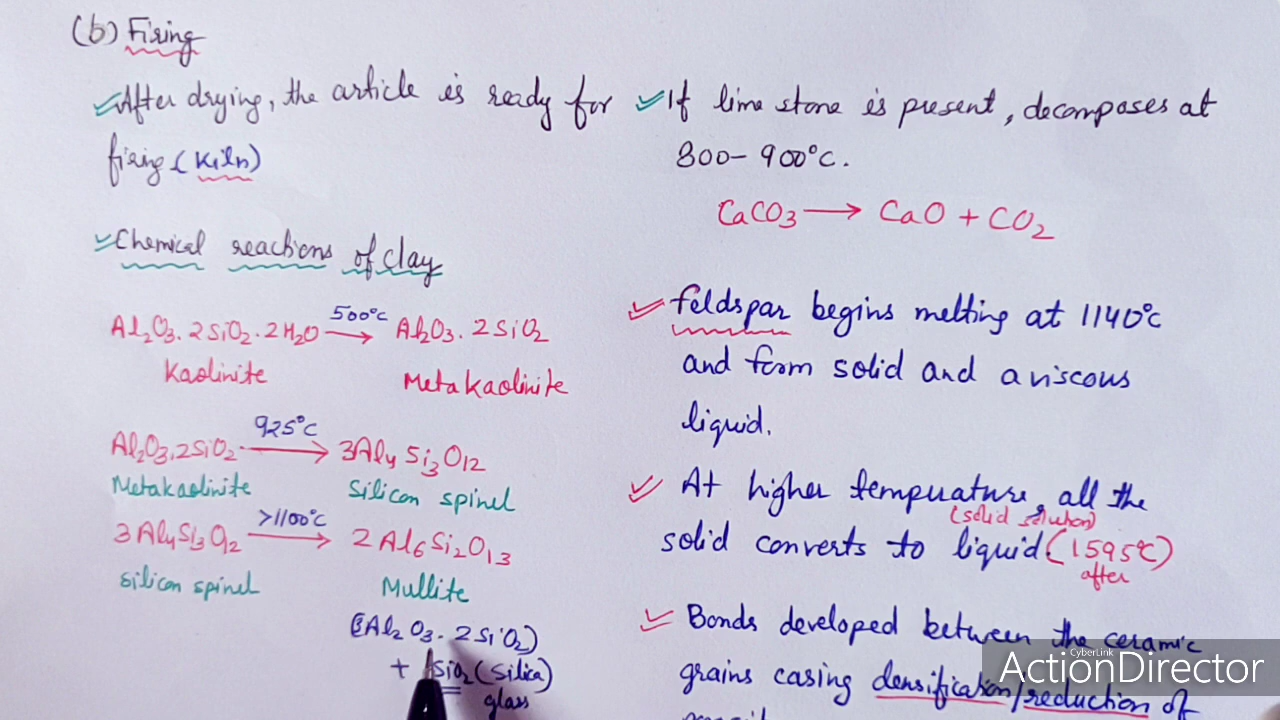 (b) Firing
✓After drying, the article is ready for
firing (Kiln)
✓Chemical reactions of clay
Al₂O₃.2SiO₂.2H₂O 500°C → Al₂O₃.2SiO₂
Kaolinite Metakaolinite
Al₂O₃.2SiO₂. 925°C → 3Al₄Si₃O₁₂
Metakaolinite Silicon spinel
3Al₄Si₃O₁₂ >1100°C → 2Al₆Si₂O₁₃
Silicon spinel Mullite
(3Al₂O₃.2SiO₂)
+ SiO₂ (Silica)
glass
✓If lime stone is present, decomposes at
800-900°C.
CaCO₃ → CaO + CO₂
✓ feldspar begins melting at 1140°C
and form solid and a viscous
liquid.
✓ At higher temperature, all the
(solid solution)
solid converts to liquid (1595°C)
after
✓ Bonds developed between the ceramic
grains casing densification/reduction of
CyberLink
ActionDirector